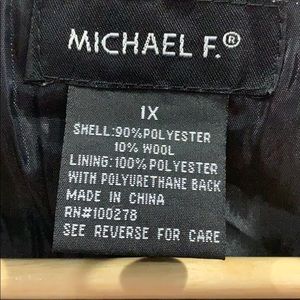 MICHAEL F.®
1X
SHELL:90%POLYESTER
10% WOOL
LINING:100%POLYESTER
WITH POLYURETHANE BACK
MADE IN CHINA
RN#100278
SEE REVERSE FOR CARE